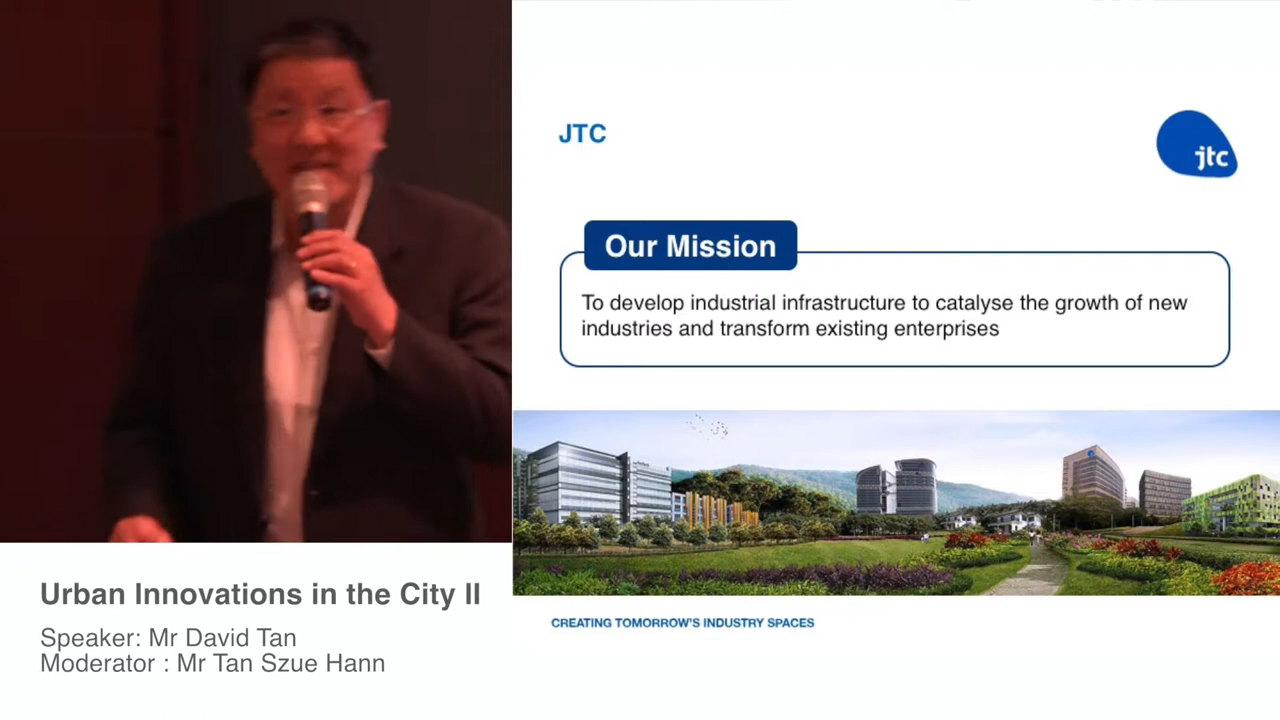 JTC
jtc
Our Mission
To develop industrial infrastructure to catalyse the growth of new
industries and transform existing enterprises
CREATING TOMORROW'S INDUSTRY SPACES
Urban Innovations in the City II
Speaker: Mr David Tan
Moderator : Mr Tan Szue Hann